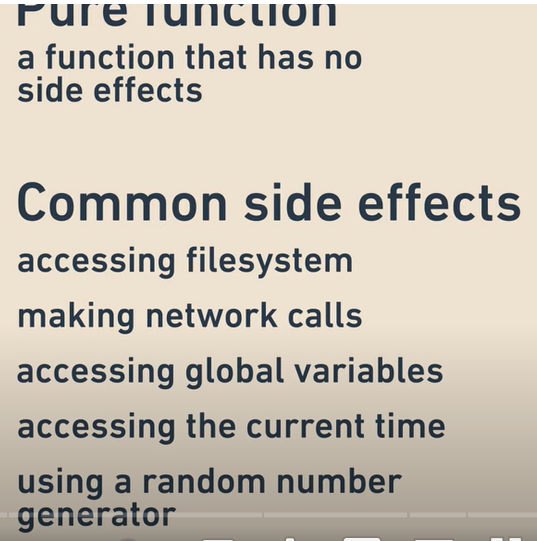 Pure function
a function that has no
side effects
Common side effects
accessing filesystem
making network calls
accessing global variables
accessing the current time
using a random number
generator